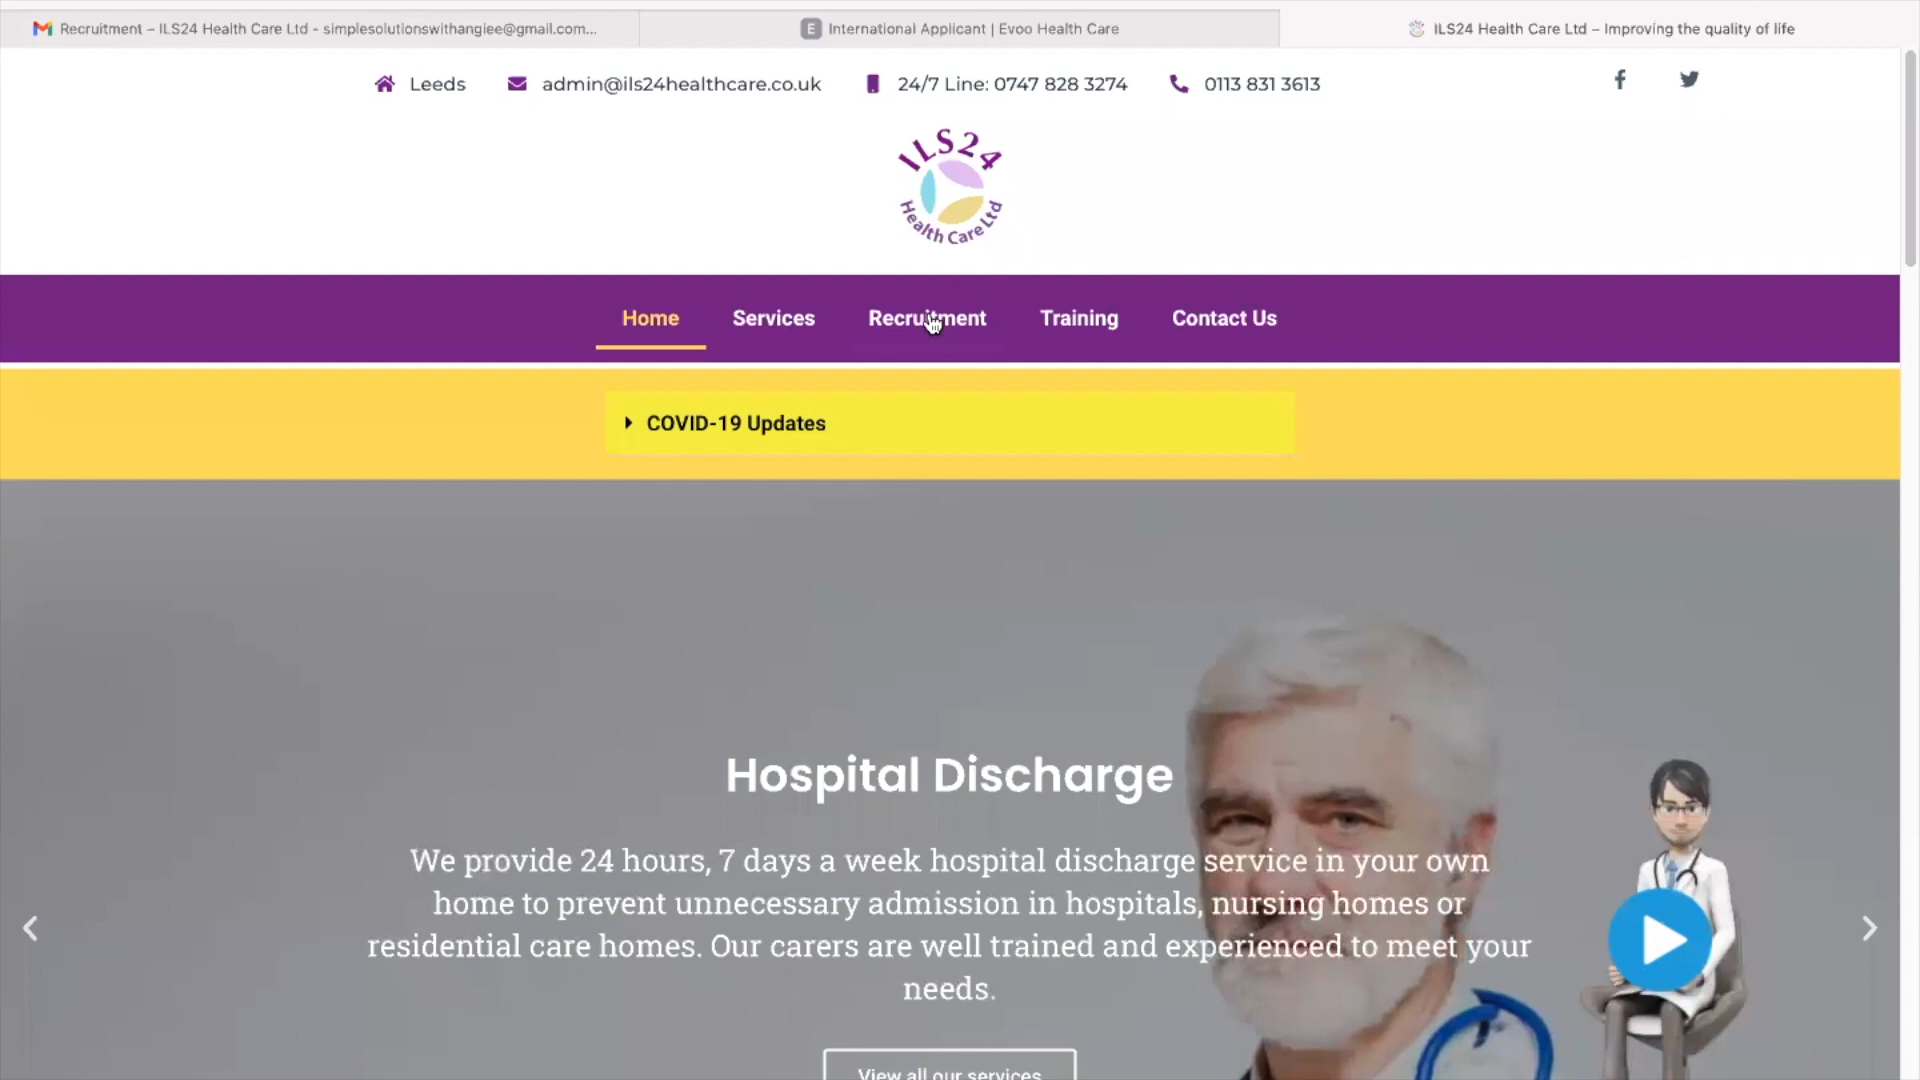 Recruitment – ILS24 Health Care Ltd - simplesolutionswithangiee@gmail.com...
E International Applicant | Evoo Health Care
ILS24 Health Care Ltd – Improving the quality of life
Leeds
admin@ils24healthcare.co.uk
24/7 Line: 0747 828 3274
0113 831 3613
ILS24
Health Care Ltd
Home
Services
Recruitment
Training
Contact Us
COVID-19 Updates
Hospital Discharge
We provide 24 hours, 7 days a week hospital discharge service in your own
home to prevent unnecessary admission in hospitals, nursing homes or
residential care homes. Our carers are well trained and experienced to meet your
needs.
View all our services